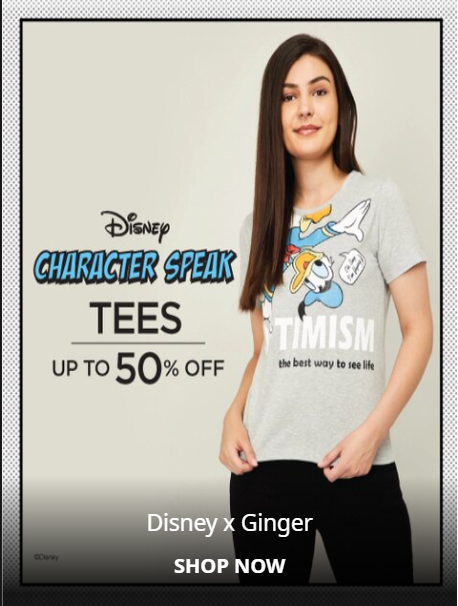 Disney
CHARACTER SPEAK
TEES
UP TO 50% OFF
TIMISM
the best way to see life
Disney x Ginger
©Disney
SHOP NOW